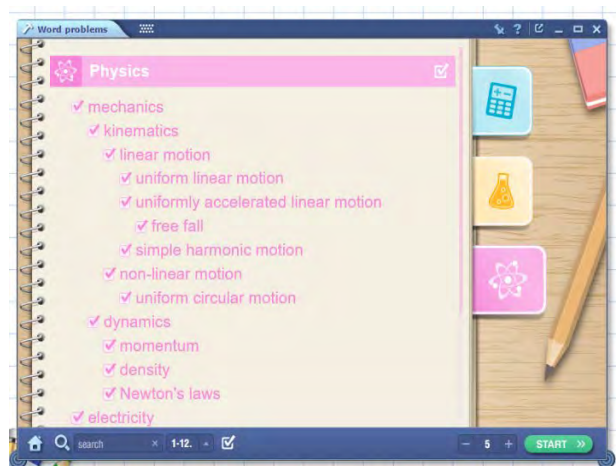 Word problems
?
Physics
mechanics
kinematics
linear motion
uniform linear motion
uniformly accelerated linear motion
free fall
simple harmonic motion
non-linear motion
uniform circular motion
dynamics
momentum
density
Newton's laws
electricity
search × 1-12. − 5 + START »